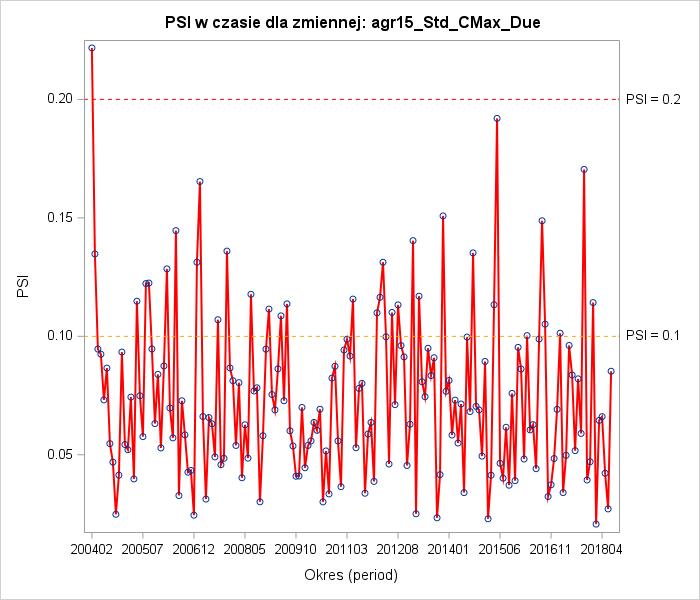 PSI w czasie dla zmiennej: agr15_Std_CMax_Due
PSI
0.20
0.15
0.10
0.05
PSI = 0.2
PSI = 0.1
200402 200507 200612 200805 200910 201103 201208 201401 201506 201611 201804
Okres (period)